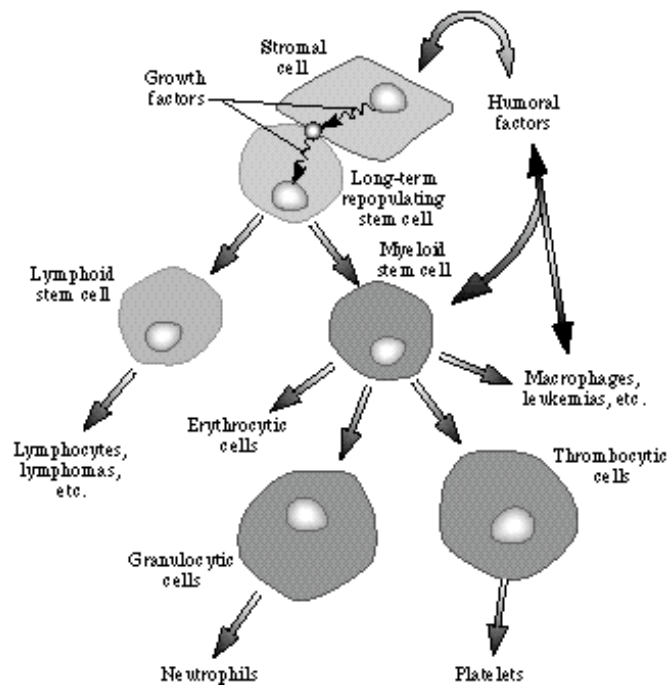 Stromal
cell
Growth
factors
Humoral
factors
Long-term
repopulating
stem cell
Myeloid
stem cell
Lymphoid
stem cell
Macrophages,
leukemias, etc.
Erythrocytic
cells
Lymphocytes,
lymphomas,
etc.
Thrombocytic
cells
Granulocytic
cells
Neutrophils
Platelets